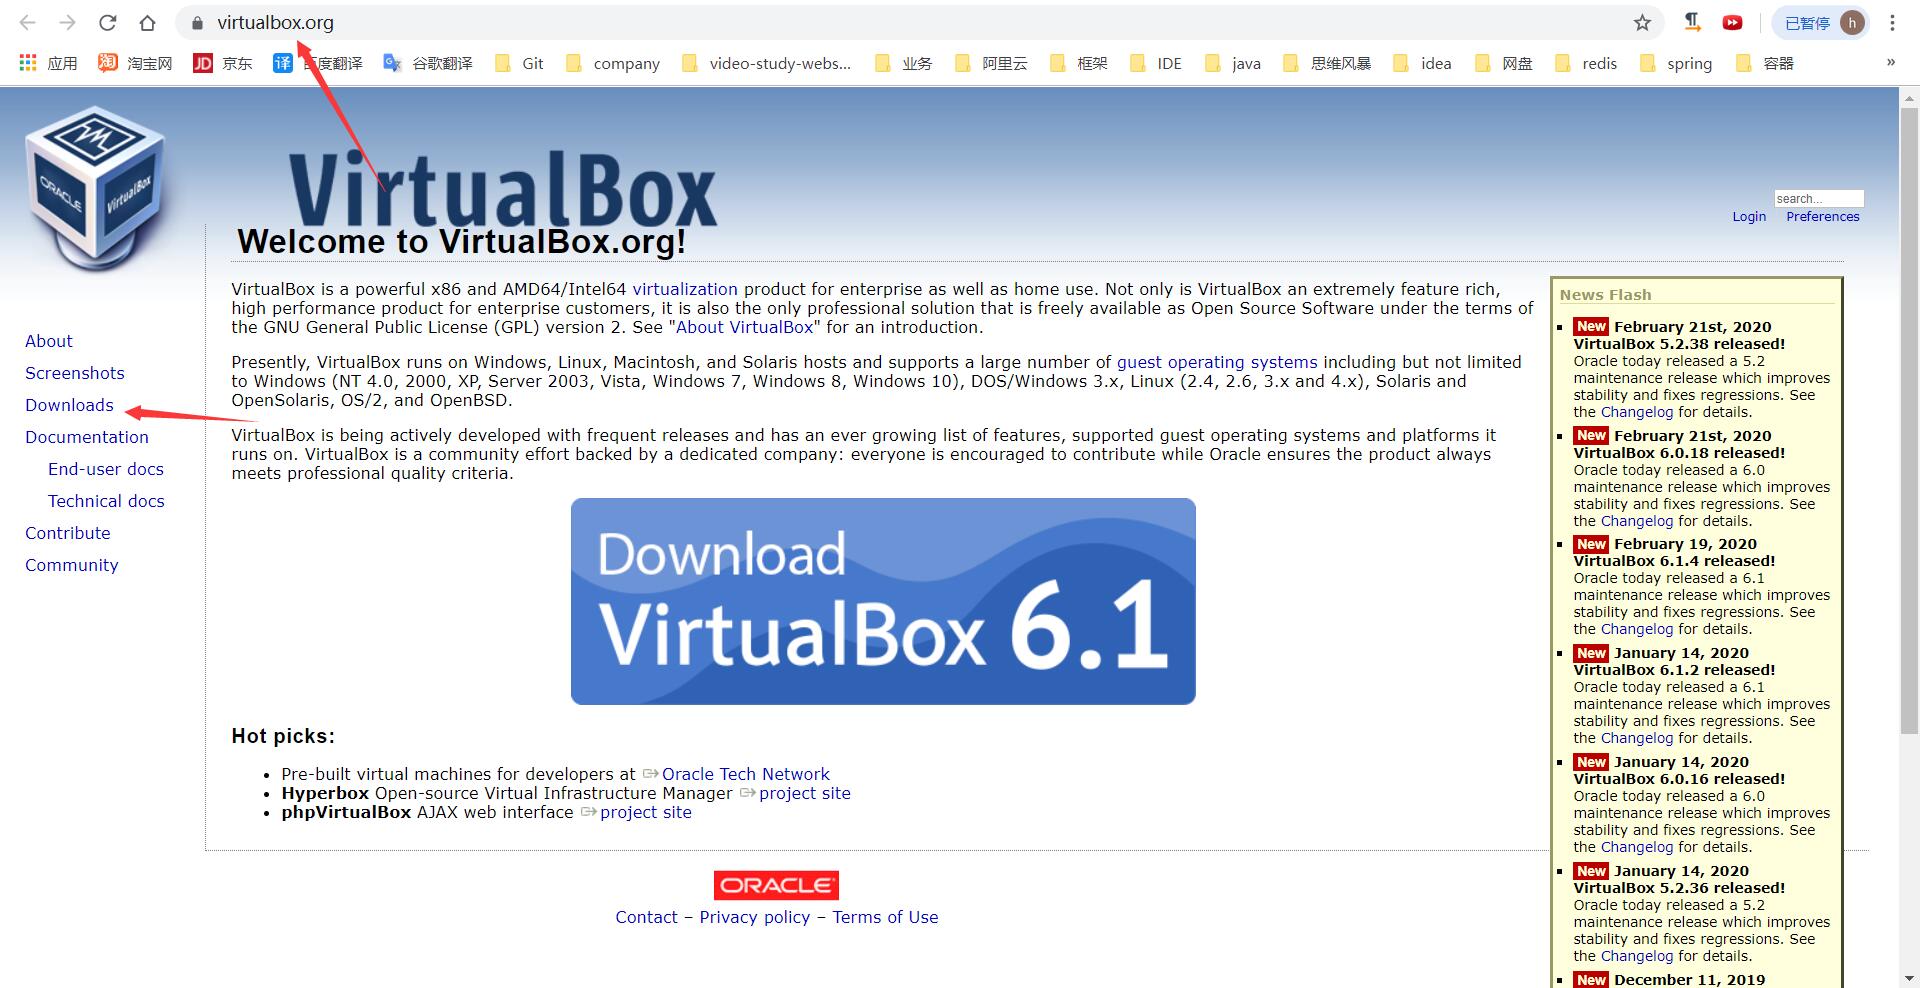 virtualbox.org
已暂停
h
应用
淘宝网
JD 京东
译 百度翻译
谷歌翻译
Git
company
video-study-webs...
业务
阿里云
框架
IDE
java
思维风暴
idea
网盘
redis
spring
容器
»
ORACLE
VirtualBox
VirtualBox
search...
Login Preferences
Welcome to VirtualBox.org!
About
Screenshots
Downloads
Documentation
End-user docs
Technical docs
Contribute
Community
VirtualBox is a powerful x86 and AMD64/Intel64 virtualization product for enterprise as well as home use. Not only is VirtualBox an extremely feature rich,
high performance product for enterprise customers, it is also the only professional solution that is freely available as Open Source Software under the terms of
the GNU General Public License (GPL) version 2. See "About VirtualBox" for an introduction.
Presently, VirtualBox runs on Windows, Linux, Macintosh, and Solaris hosts and supports a large number of guest operating systems including but not limited
to Windows (NT 4.0, 2000, XP, Server 2003, Vista, Windows 7, Windows 8, Windows 10), DOS/Windows 3.x, Linux (2.4, 2.6, 3.x and 4.x), Solaris and
OpenSolaris, OS/2, and OpenBSD.
VirtualBox is being actively developed with frequent releases and has an ever growing list of features, supported guest operating systems and platforms it
runs on. VirtualBox is a community effort backed by a dedicated company: everyone is encouraged to contribute while Oracle ensures the product always
meets professional quality criteria.
Download
VirtualBox 6.1
Hot picks:
Pre-built virtual machines for developers at Oracle Tech Network
Hyperbox Open-source Virtual Infrastructure Manager project site
phpVirtualBox AJAX web interface project site
News Flash
New February 21st, 2020
VirtualBox 5.2.38 released!
Oracle today released a 5.2
maintenance release which improves
stability and fixes regressions. See
the Changelog for details.
New February 21st, 2020
VirtualBox 6.0.18 released!
Oracle today released a 6.0
maintenance release which improves
stability and fixes regressions. See
the Changelog for details.
New February 19, 2020
VirtualBox 6.1.4 released!
Oracle today released a 6.1
maintenance release which improves
stability and fixes regressions. See
the Changelog for details.
New January 14, 2020
VirtualBox 6.1.2 released!
Oracle today released a 6.1
maintenance release which improves
stability and fixes regressions. See
the Changelog for details.
New January 14, 2020
VirtualBox 6.0.16 released!
Oracle today released a 6.0
maintenance release which improves
stability and fixes regressions. See
the Changelog for details.
New January 14, 2020
VirtualBox 5.2.36 released!
Oracle today released a 5.2
maintenance release which improves
stability and fixes regressions. See
the Changelog for details.
New December 11, 2019
ORACLE
Contact – Privacy policy – Terms of Use